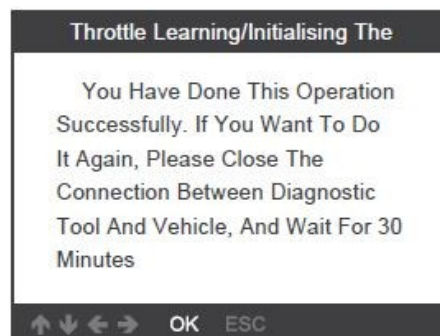 Throttle Learning/Initialising The
You Have Done This Operation
Successfully. If You Want To Do
It Again, Please Close The
Connection Between Diagnostic
Tool And Vehicle, And Wait For 30
Minutes
OK ESC